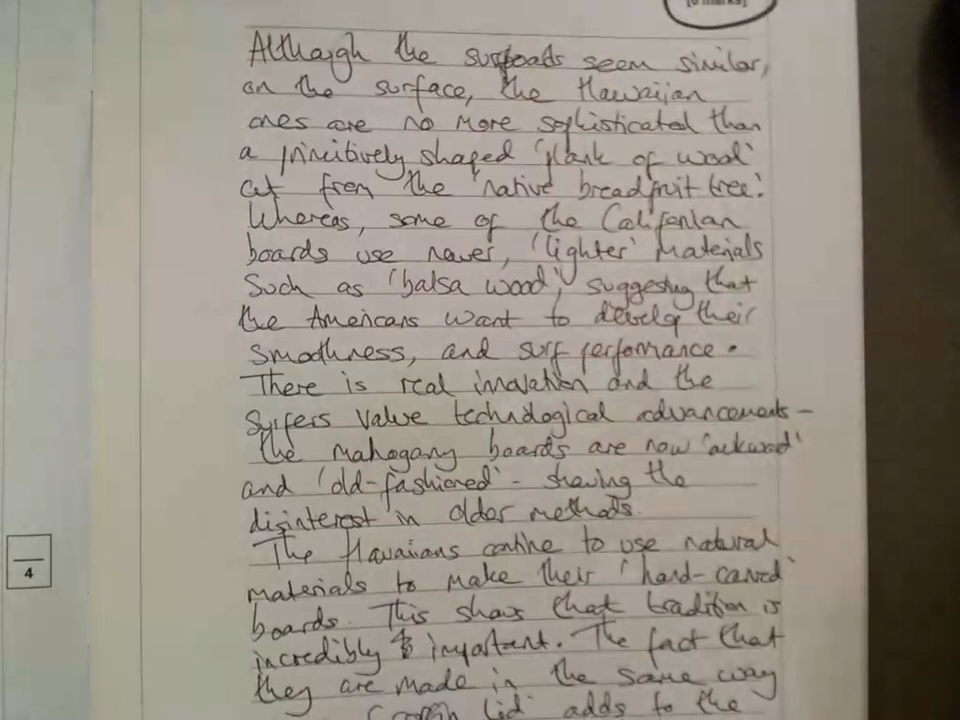 Although the surfboads seem similar,
on the surface, the Hawaiian
ones are no more sophisticated than
a primitively shaped 'plank of wood'
cut from the 'native breadfruit tree'.
Whereas, some of the Califonian
boards use newer, 'lighter' materials
such as 'balsa wood', suggesting that
the Americans want to develop their
smoothness, and surf performance.
There is real innovation and the
surfers value technological advancements –
the mahogany boards are now 'awkward'
and 'old-fashioned' - showing the
disinterest in older methods.
The Hawaiians contine to use natural
materials to make their 'hard-carved'
boards. This shows that tradition is
incredibly important. The fact that
they are made in the same way
lid' adds to the
4